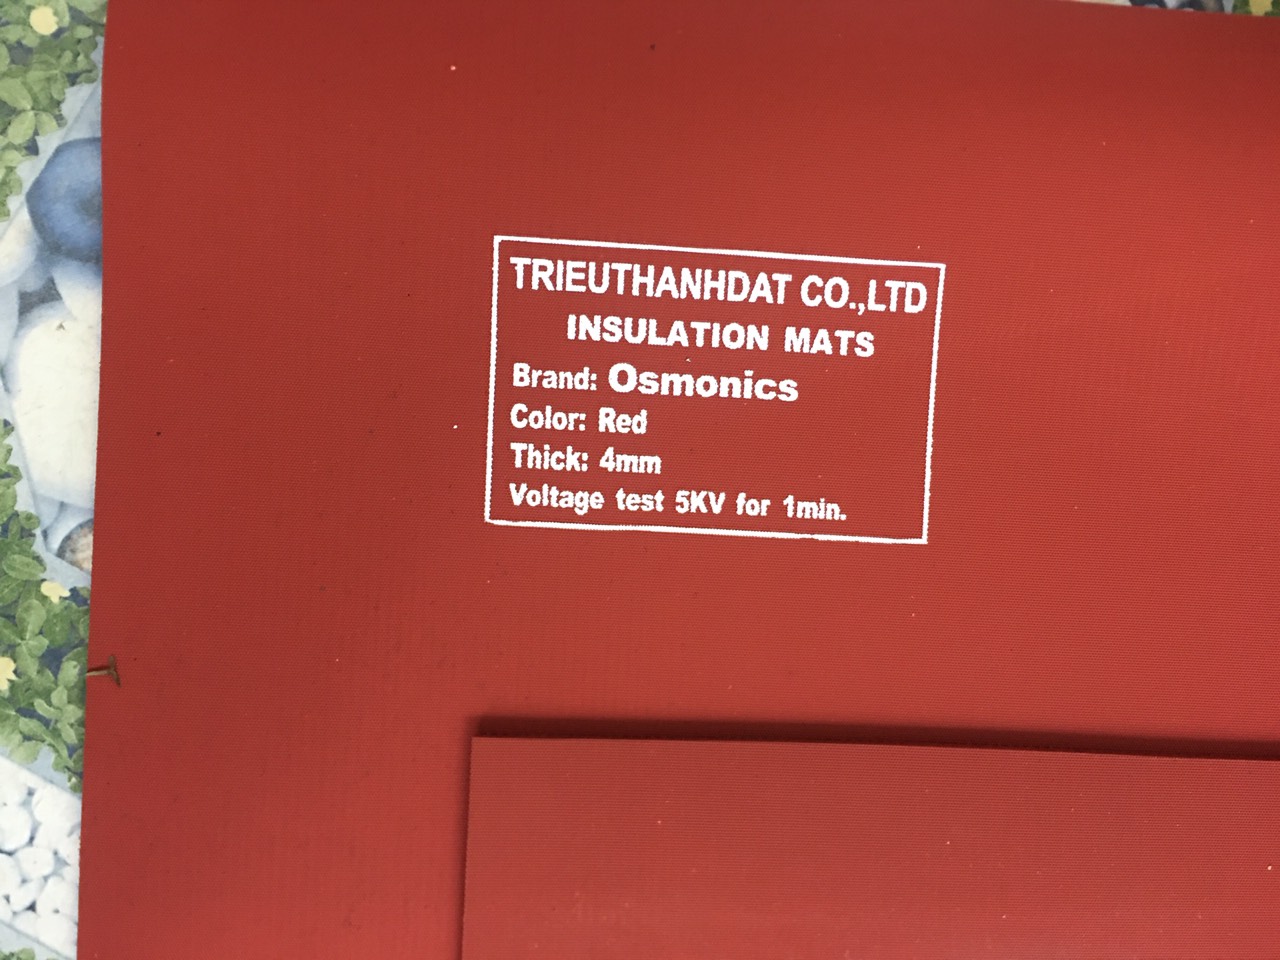 TRIEUTHANHDAT CO.,LTD
INSULATION MATS
Brand: Osmonics
Color: Red
Thick: 4mm
Voltage test 5KV for 1min.